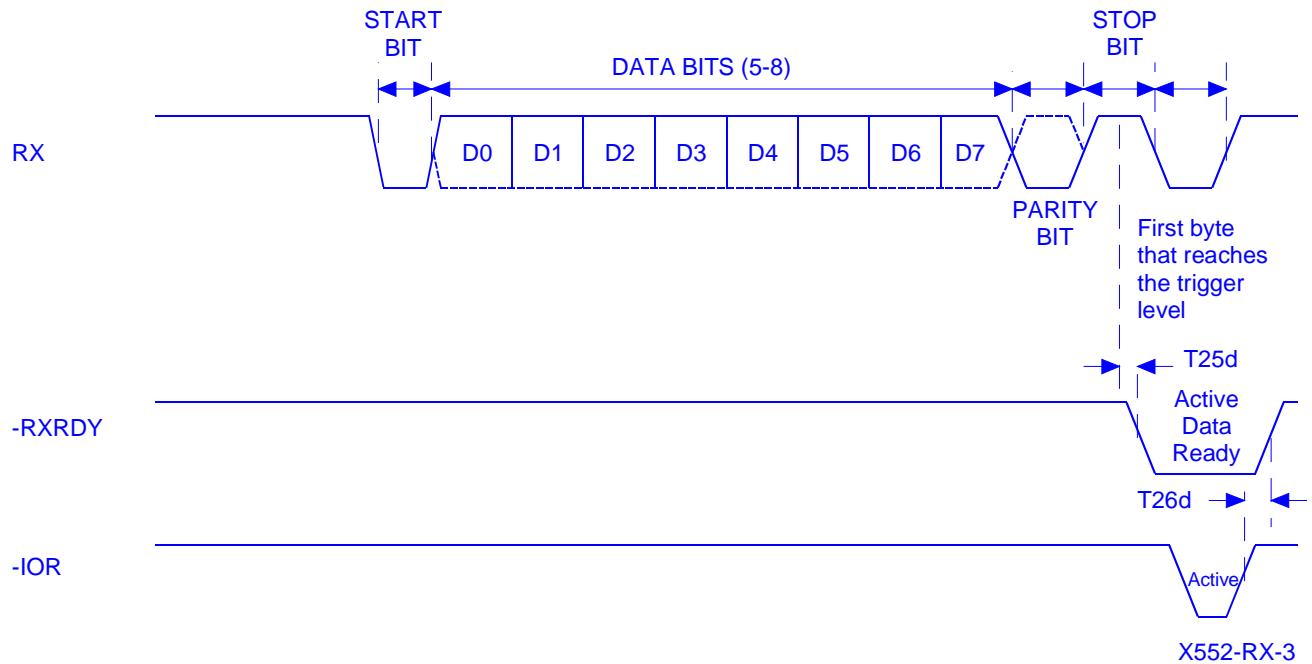 START
BIT
STOP
BIT
DATA BITS (5-8)
RX
D0 D1 D2 D3 D4 D5 D6 D7
PARITY
BIT
First byte
that reaches
the trigger
level
T25d
-RXRDY
Active
Data
Ready
T26d
-IOR
Active
X552-RX-3